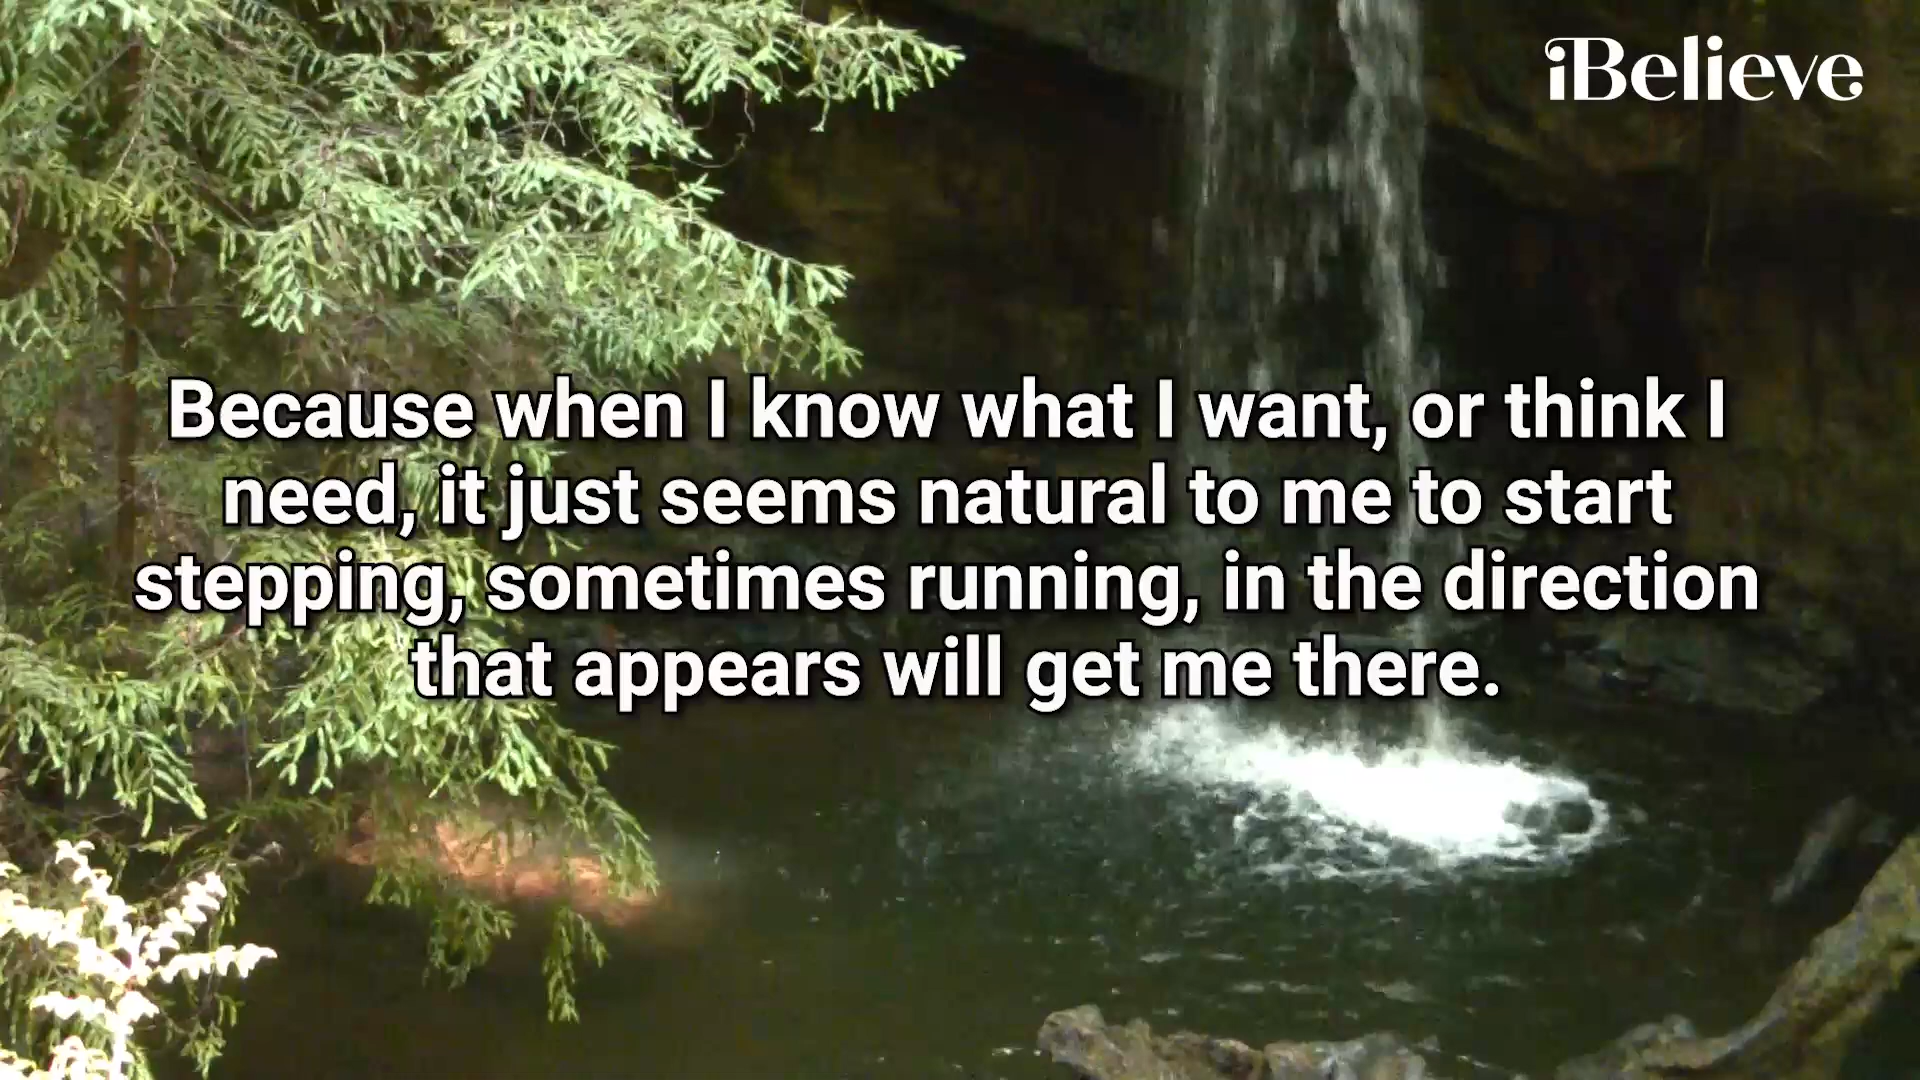 iBelieve
Because when I know what I want, or think I
need, it just seems natural to me to start
stepping, sometimes running, in the direction
that appears will get me there.